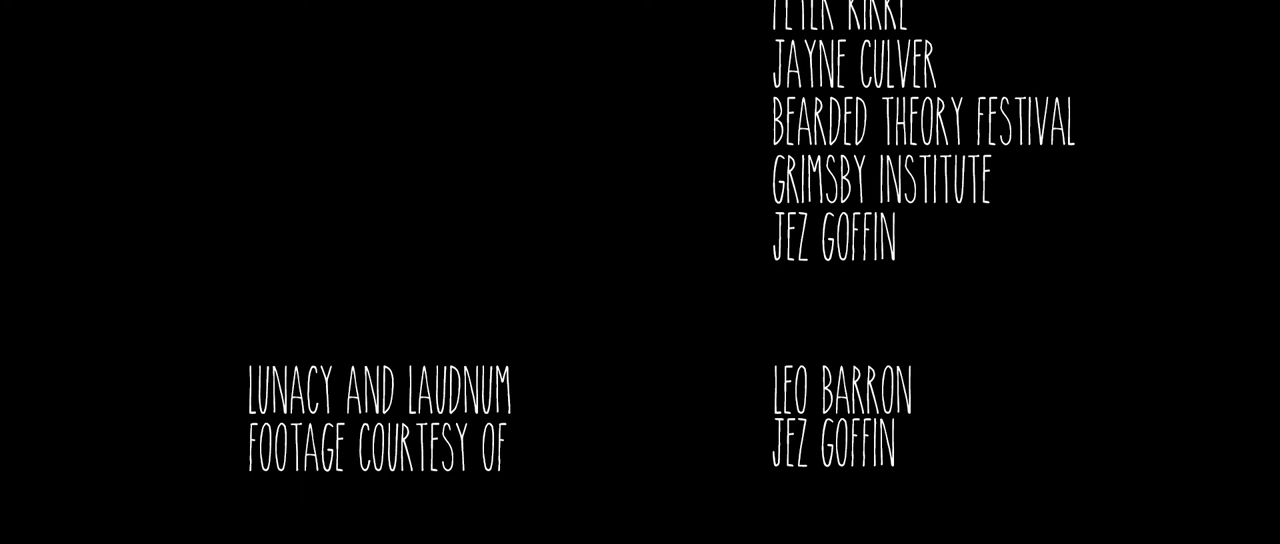 JAYNE CULVER
BEARDED THEORY FESTIVAL
GRIMSBY INSTITUTE
JEZ GOFFIN
LUNACY AND LAUDNUM
FOOTAGE COURTESY OF
LEO BARRON
JEZ GOFFIN